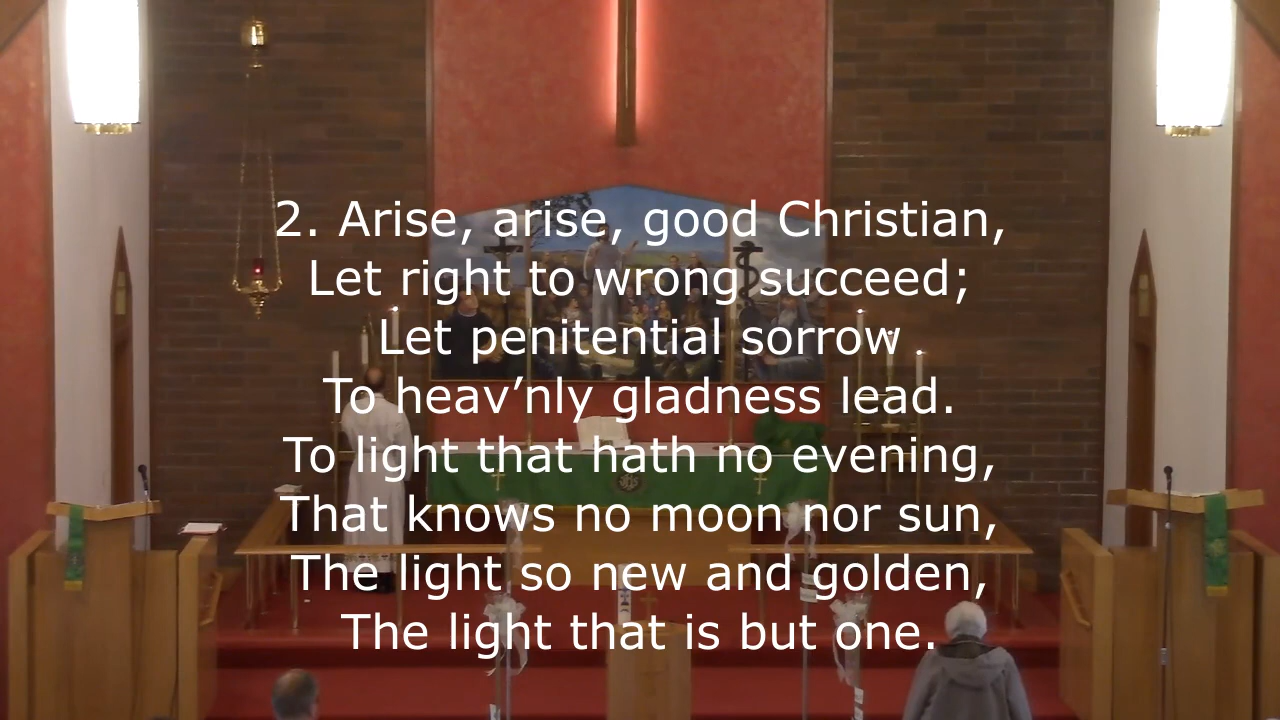 2. Arise, arise, good Christian,
Let right to wrong succeed;
Let penitential sorrow
To heav’nly gladness lead.
To light that hath no evening,
That knows no moon nor sun,
The light so new and golden,
The light that is but one.